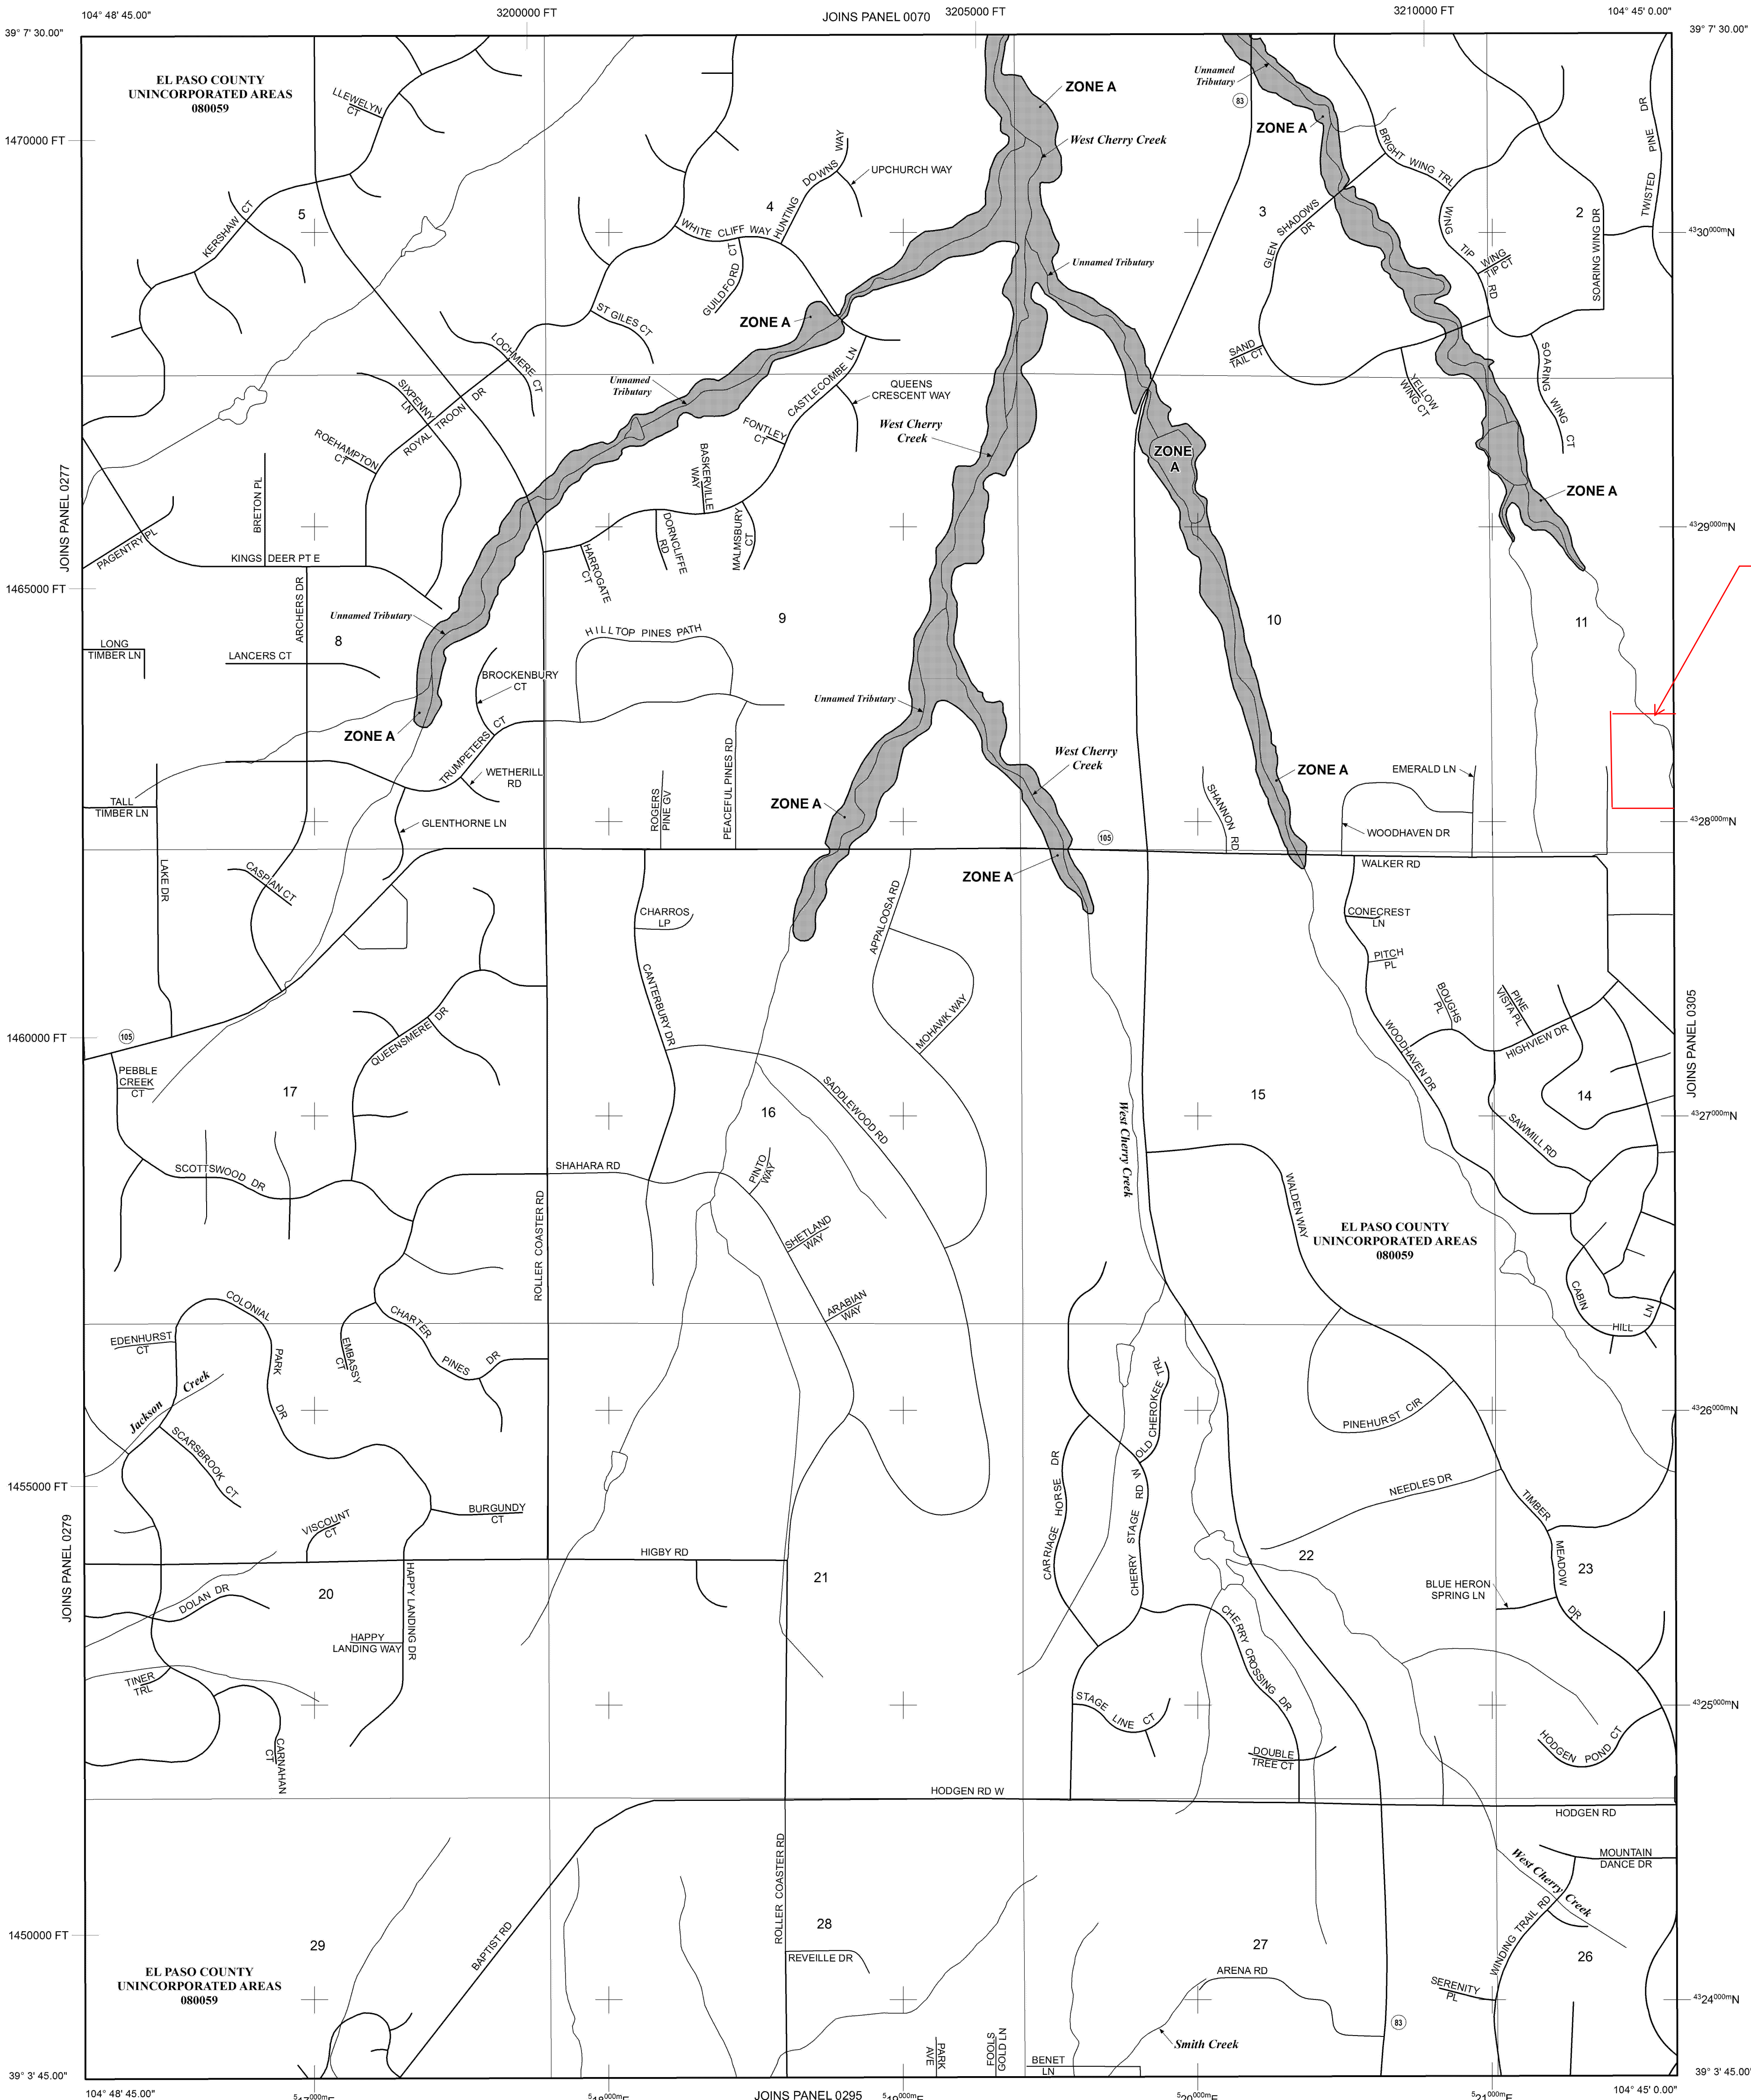 104° 48' 45.00"
3200000 FT
JOINS PANEL 0070
3205000 FT
3210000 FT
104° 45' 0.00"
39° 7' 30.00"
39° 7' 30.00"
EL PASO COUNTY
UNINCORPORATED AREAS
080059
LLEWELYN
CT
ZONE A
Unnamed
Tributary
83
ZONE A
TWISTED PINE DR
1470000 FT
West Cherry Creek
BRIGHT WING TRL
HUNTING DOWNS WAY
UPCHURCH WAY
KERSHAW CT
5
4
3
2
WHITE CLIFF WAY
GUILDFORD CT
GLEN SHADOWS
DR
WING TIP RD
WING
TIP CT
SOARING WING DR
4330000mN
Unnamed Tributary
ST GILES CT
ZONE A
LOCHMERE CT
SAND
TAIL CT
YELLOW
WING CT
SOARING WING CT
Unnamed
Tributary
SIXPENNY
LN
ROYAL TROON DR
CASTLECOMBE LN
QUEENS
CRESCENT WAY
West Cherry
Creek
FONTLEY
CT
ROEHAMPTON
CT
BASKERVILLE
WAY
ZONE
A
ZONE A
JOINS PANEL 0277
BRETON PL
PAGENTRY PL
KINGS DEER PT E
HARROGATE
CT
DORNCLIFFE
RD
MALMSBURY
CT
4329000mN
1465000 FT
ARCHERS DR
Unnamed Tributary
8
9
10
11
HILLTOP PINES PATH
LONG
TIMBER LN
LANCERS CT
BROCKENBURY
CT
Unnamed Tributary
ZONE A
TRUMPETERS CT
WETHERILL
RD
PEACEFUL PINES RD
ROGERS
PINE GV
West Cherry
Creek
ZONE A
EMERALD LN
TALL
TIMBER LN
GLENTHORNE LN
ZONE A
SHANNON RD
WOODHAVEN DR
4328000mN
105
ZONE A
WALKER RD
LAKE DR
CASPIAN CT
CHARROS
LP
APPALOOSA RD
CONECREST
LN
PITCH
PL
CANTERBURY DR
MOHAWK WAY
BOUGHS
PL
PINE
VISTA PL
HIGHVIEW DR
WOODHAVEN DR
JOINS PANEL 0305
1460000 FT
105
QUEENSMERE DR
PEBBLE
CREEK
CT
SADDLEWOOD RD
17
16
15
14
West Cherry Creek
SAWMILL RD
4327000mN
SCOTTSWOOD DR
SHAHARA RD
PINTO
WAY
WALDEN WAY
ROLLER COASTER RD
SHETLAND
WAY
EL PASO COUNTY
UNINCORPORATED AREAS
080059
ARABIAN
WAY
CABIN HILL LN
COLONIAL PARK DR
EDENHURST
CT
EMBASSY
CT
CHARTER PINES DR
Jackson Creek
SCARSBROOK CT
OLD CHEROKEE TRL
PINEHURST CIR
4326000mN
1455000 FT
CARRIAGE HORSE DR
CHERRY STAGE RD W
NEEDLES DR
TIMBER MEADOW DR
VISCOUNT
CT
BURGUNDY
CT
HIGBY RD
JOINS PANEL 0279
20
21
22
23
DOLAN DR
HAPPY LANDING DR
HAPPY
LANDING WAY
BLUE HERON
SPRING LN
CHERRY CROSSING DR
TINER
TRL
STAGE LINE CT
4325000mN
CARNAHAN
CT
DOUBLE
TREE CT
HODGEN POND CT
HODGEN RD W
HODGEN RD
MOUNTAIN
DANCE DR
West Cherry Creek
ROLLER COASTER RD
BAPTIST RD
1450000 FT
29
28
27
26
REVEILLE DR
EL PASO COUNTY
UNINCORPORATED AREAS
080059
ARENA RD
WINDING TRAIL RD
SERENITY
PL
4324000mN
83
Smith Creek
PARK
AVE
FOOLS
GOLD LN
BENET
LN
39° 3' 45.00"
39° 3' 45.00"
104° 48' 45.00"
JOINS PANEL 0295
104° 45' 0.00"
517000mE
518000mE
519000mE
520000mE
521000mE